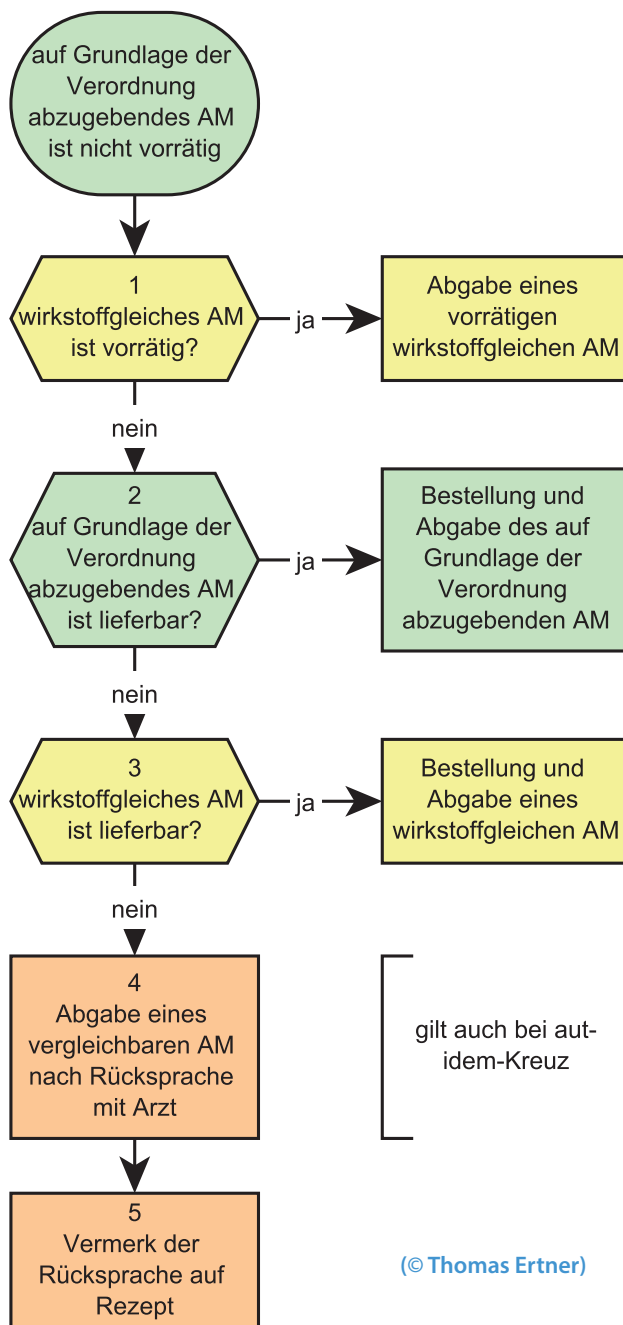 auf Grundlage der
Verordnung
abzugebendes AM
ist nicht vorrätig
1
wirkstoffgleiches AM
ist vorrätig?
ja
Abgabe eines
vorrätigen
wirkstoffgleichen AM
nein
2
auf Grundlage der
Verordnung
abzugebendes AM
ist lieferbar?
ja
Bestellung und
Abgabe des auf
Grundlage der
Verordnung
abzugebenden AM
nein
3
wirkstoffgleiches AM
ist lieferbar?
ja
Bestellung und
Abgabe eines
wirkstoffgleichen AM
nein
4
Abgabe eines
vergleichbaren AM
nach Rücksprache
mit Arzt
gilt auch bei aut-
idem-Kreuz
5
Vermerk der
Rücksprache auf
Rezept
(© Thomas Ertner)